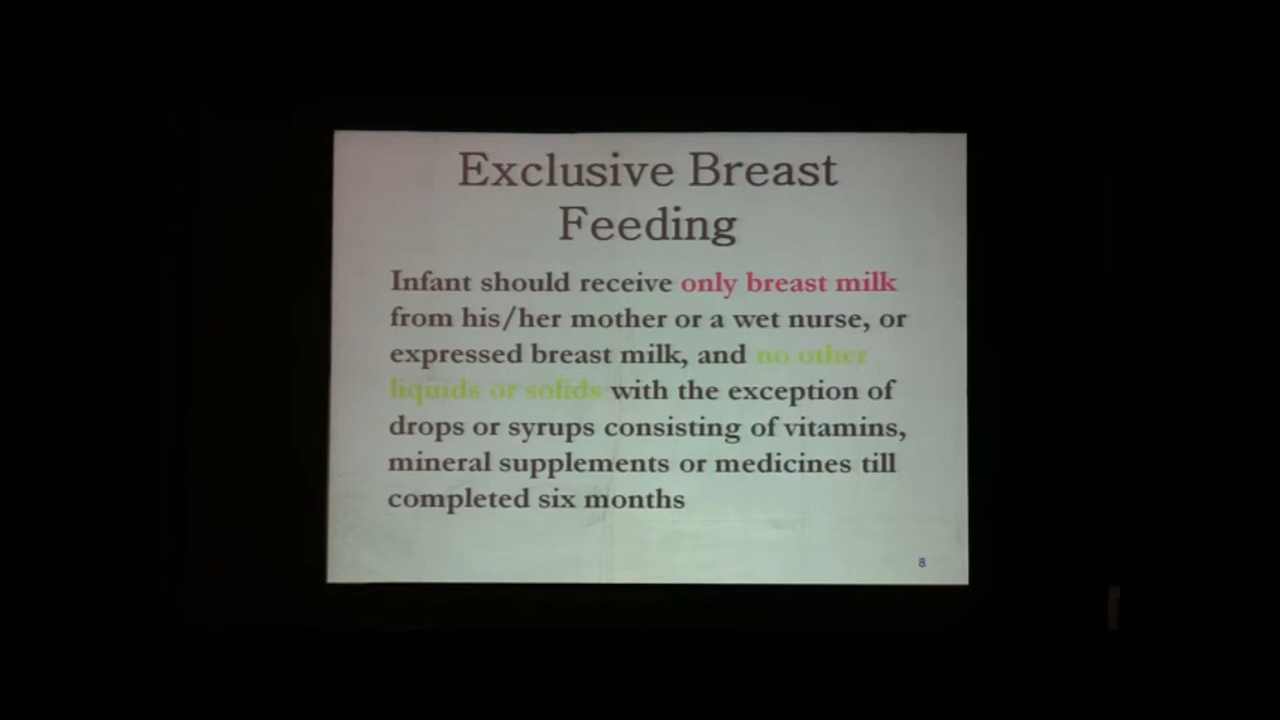 Exclusive Breast
Feeding
Infant should receive only breast milk
from his/her mother or a wet nurse, or
expressed breast milk, and no other
liquids or solids with the exception of
drops or syrups consisting of vitamins,
mineral supplements or medicines till
completed six months
8